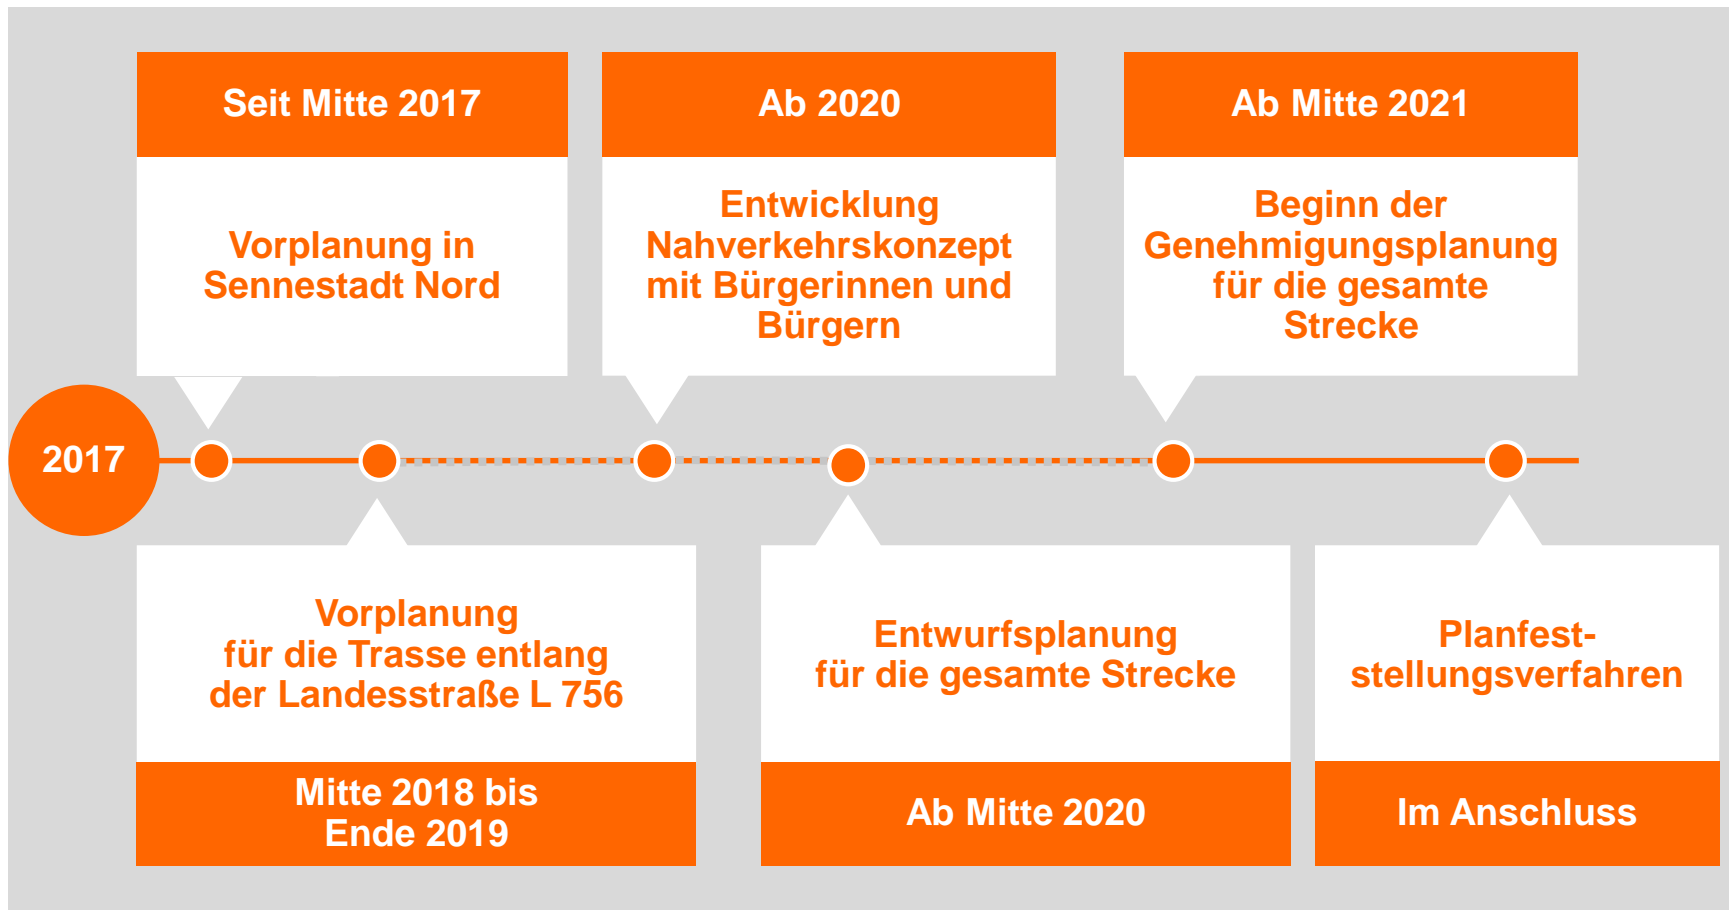 Seit Mitte 2017
Vorplanung in
Sennestadt Nord
Ab 2020
Entwicklung
Nahverkehrskonzept
mit Bürgerinnen und
Bürgern
Ab Mitte 2021
Beginn der
Genehmigungsplanung
für die gesamte
Strecke
2017
Vorplanung
für die Trasse entlang
der Landesstraße L 756
Mitte 2018 bis
Ende 2019
Entwurfsplanung
für die gesamte Strecke
Ab Mitte 2020
Planfest-
stellungsverfahren
Im Anschluss